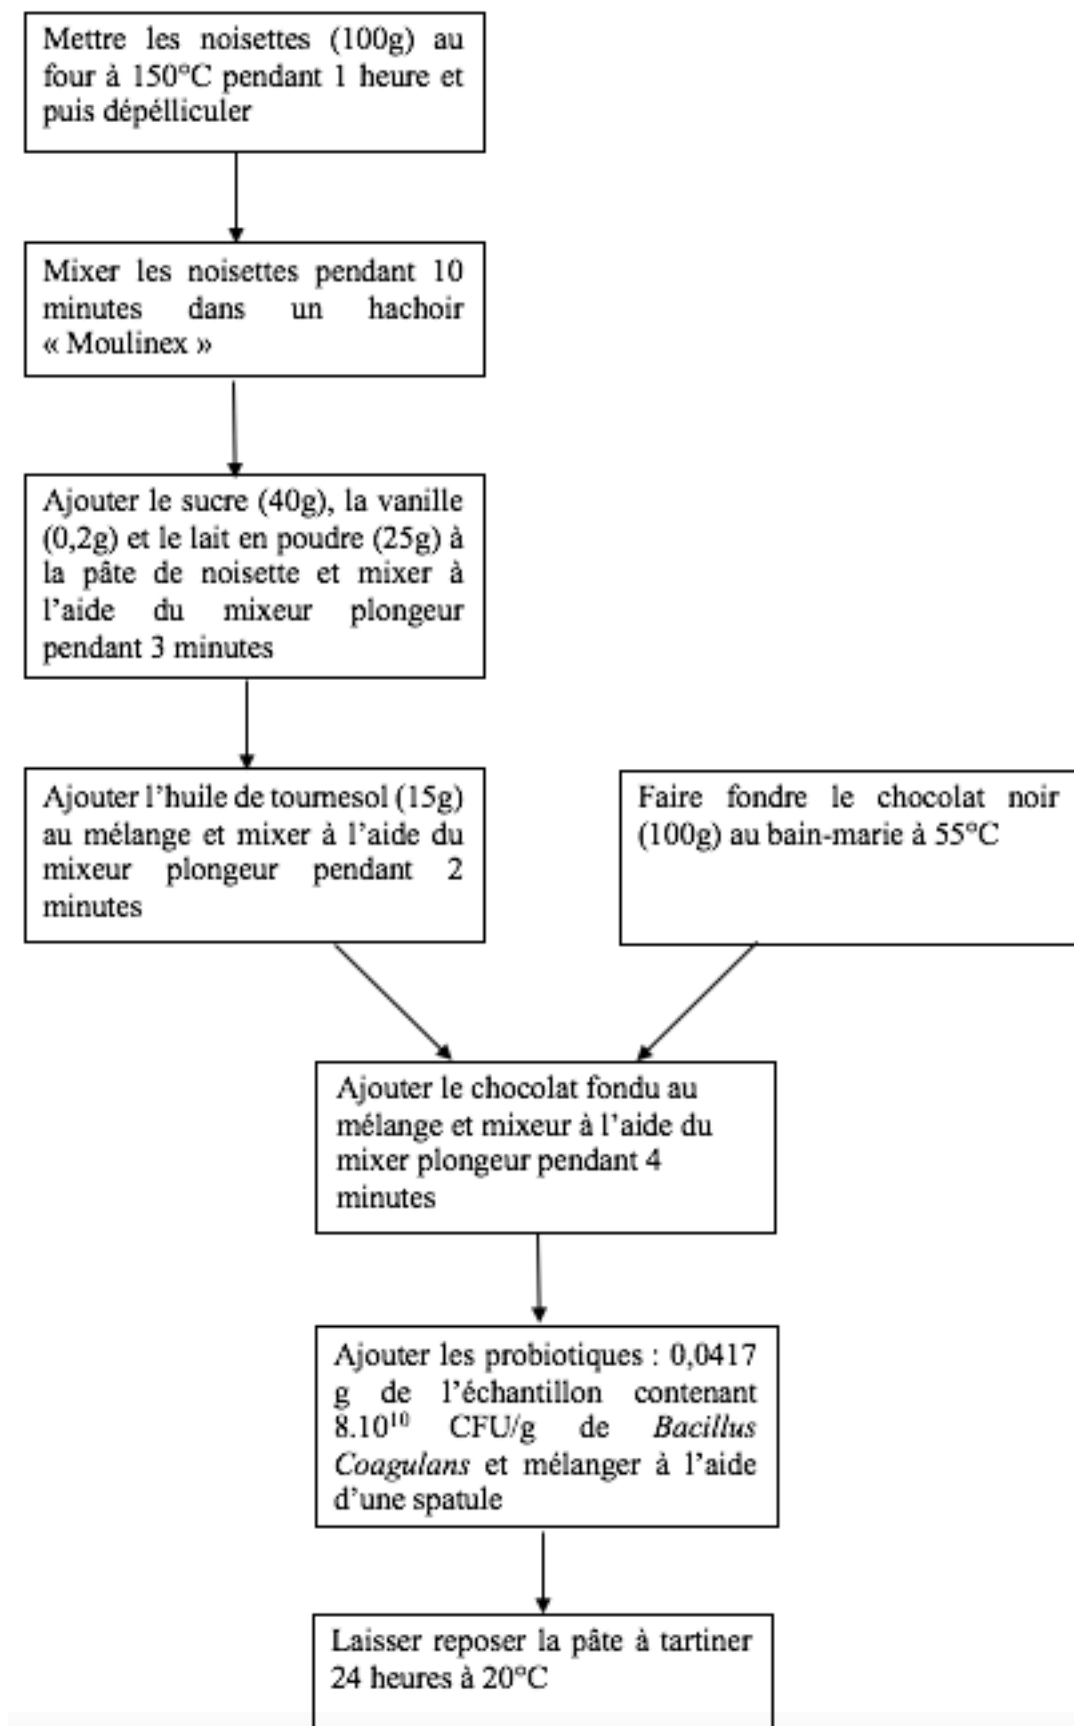 Mettre les noisettes (100g) au
four à 150°C pendant 1 heure et
puis dépélliculer
Mixer les noisettes pendant 10
minutes dans un hachoir
« Moulinex »
Ajouter le sucre (40g), la vanille
(0,2g) et le lait en poudre (25g) à
la pâte de noisette et mixer à
l’aide du mixeur plongeur
pendant 3 minutes
Ajouter l’huile de tournesol (15g)
au mélange et mixer à l’aide du
mixeur plongeur pendant 2
minutes
Faire fondre le chocolat noir
(100g) au bain-marie à 55°C
Ajouter le chocolat fondu au
mélange et mixeur à l’aide du
mixer plongeur pendant 4
minutes
Ajouter les probiotiques : 0,0417
g de l’échantillon contenant
8.10¹⁰ CFU/g de Bacillus
Coagulans et mélanger à l’aide
d’une spatule
Laisser reposer la pâte à tartiner
24 heures à 20°C